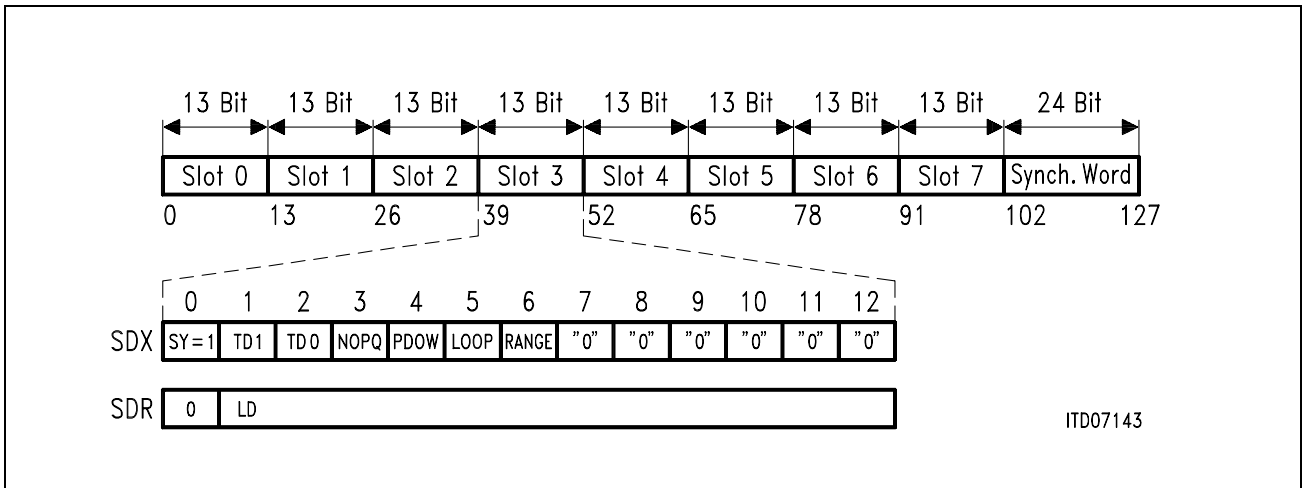 13 Bit 13 Bit 13 Bit 13 Bit 13 Bit 13 Bit 13 Bit 13 Bit 24 Bit
Slot 0 Slot 1 Slot 2 Slot 3 Slot 4 Slot 5 Slot 6 Slot 7 Synch. Word
0 13 26 39 52 65 78 91 102 127
0 1 2 3 4 5 6 7 8 9 10 11 12
SDX SY=1 TD1 TD0 NOPQ PDOW LOOP RANGE "0" "0" "0" "0" "0" "0"
SDR 0 LD
ITD07143